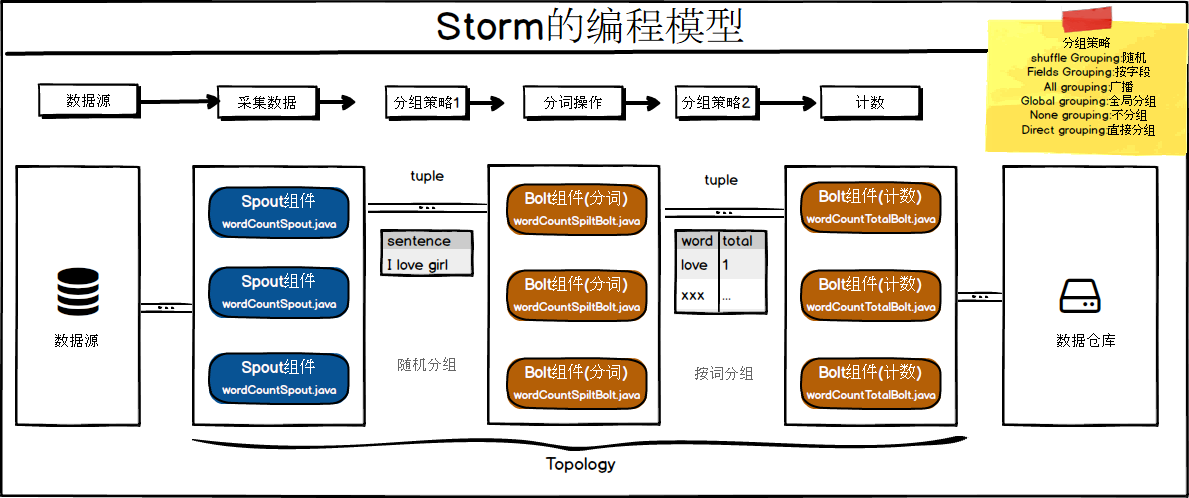 Storm的编程模型
分组策略
shuffle Grouping:随机
Fields Grouping:按字段
All grouping:广播
Global grouping:全局分组
None grouping:不分组
Direct grouping:直接分组
数据源
采集数据
分组策略1
分词操作
分组策略2
计数
数据源
Spout组件
wordCountSpout.java
Spout组件
wordCountSpout.java
Spout组件
wordCountSpout.java
tuple
sentence
I love girl
随机分组
Bolt组件(分词)
wordCountSpiltBolt.java
Bolt组件(分词)
wordCountSpiltBolt.java
Bolt组件(分词)
wordCountSpiltBolt.java
tuple
word total
love 1
xxx ...
按词分组
Bolt组件(计数)
wordCountTotalBolt.java
Bolt组件(计数)
wordCountTotalBolt.java
Bolt组件(计数)
wordCountTotalBolt.java
数据仓库
Topology